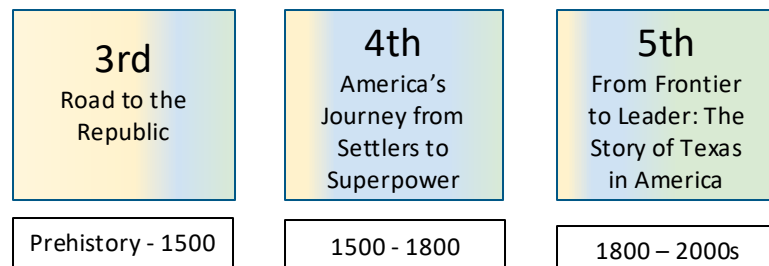 3rd
Road to the
Republic
Prehistory - 1500
4th
America’s
Journey from
Settlers to
Superpower
1500 - 1800
5th
From Frontier
to Leader: The
Story of Texas
in America
1800 – 2000s